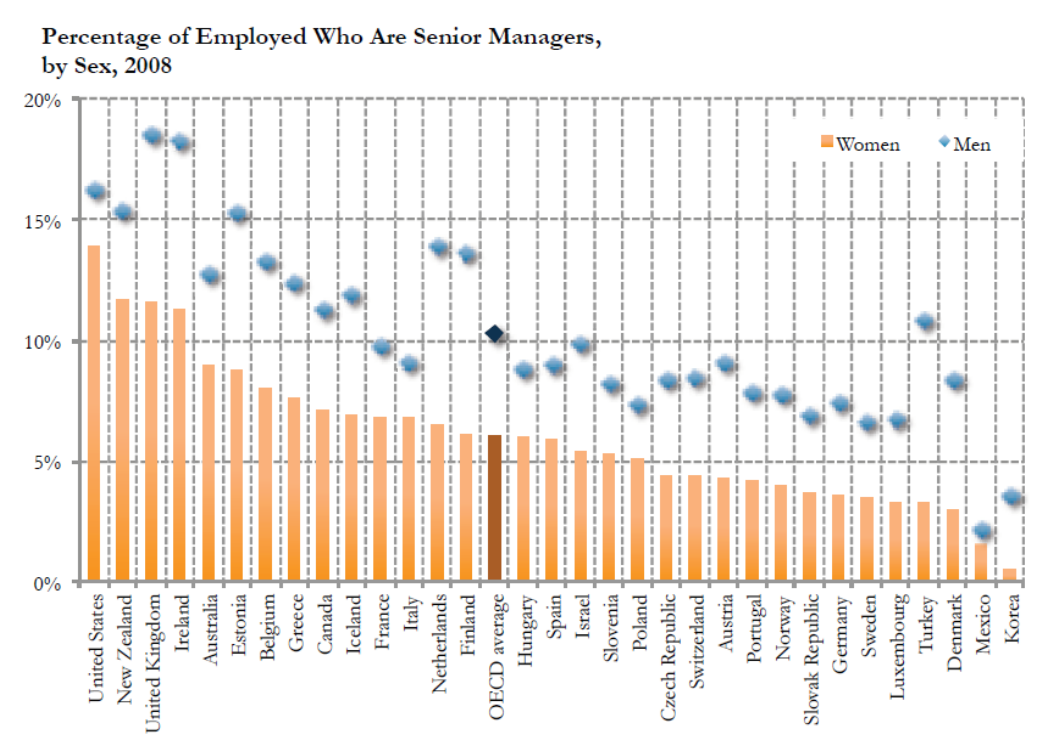 Percentage of Employed Who Are Senior Managers,
by Sex, 2008
20%
15%
10%
5%
0%
Women
Men
United States
New Zealand
United Kingdom
Ireland
Australia
Estonia
Belgium
Greece
Canada
Iceland
France
Italy
Netherlands
Finland
OECD average
Hungary
Spain
Israel
Slovenia
Poland
Czech Republic
Switzerland
Austria
Portugal
Norway
Slovak Republic
Germany
Sweden
Luxembourg
Turkey
Denmark
Mexico
Korea